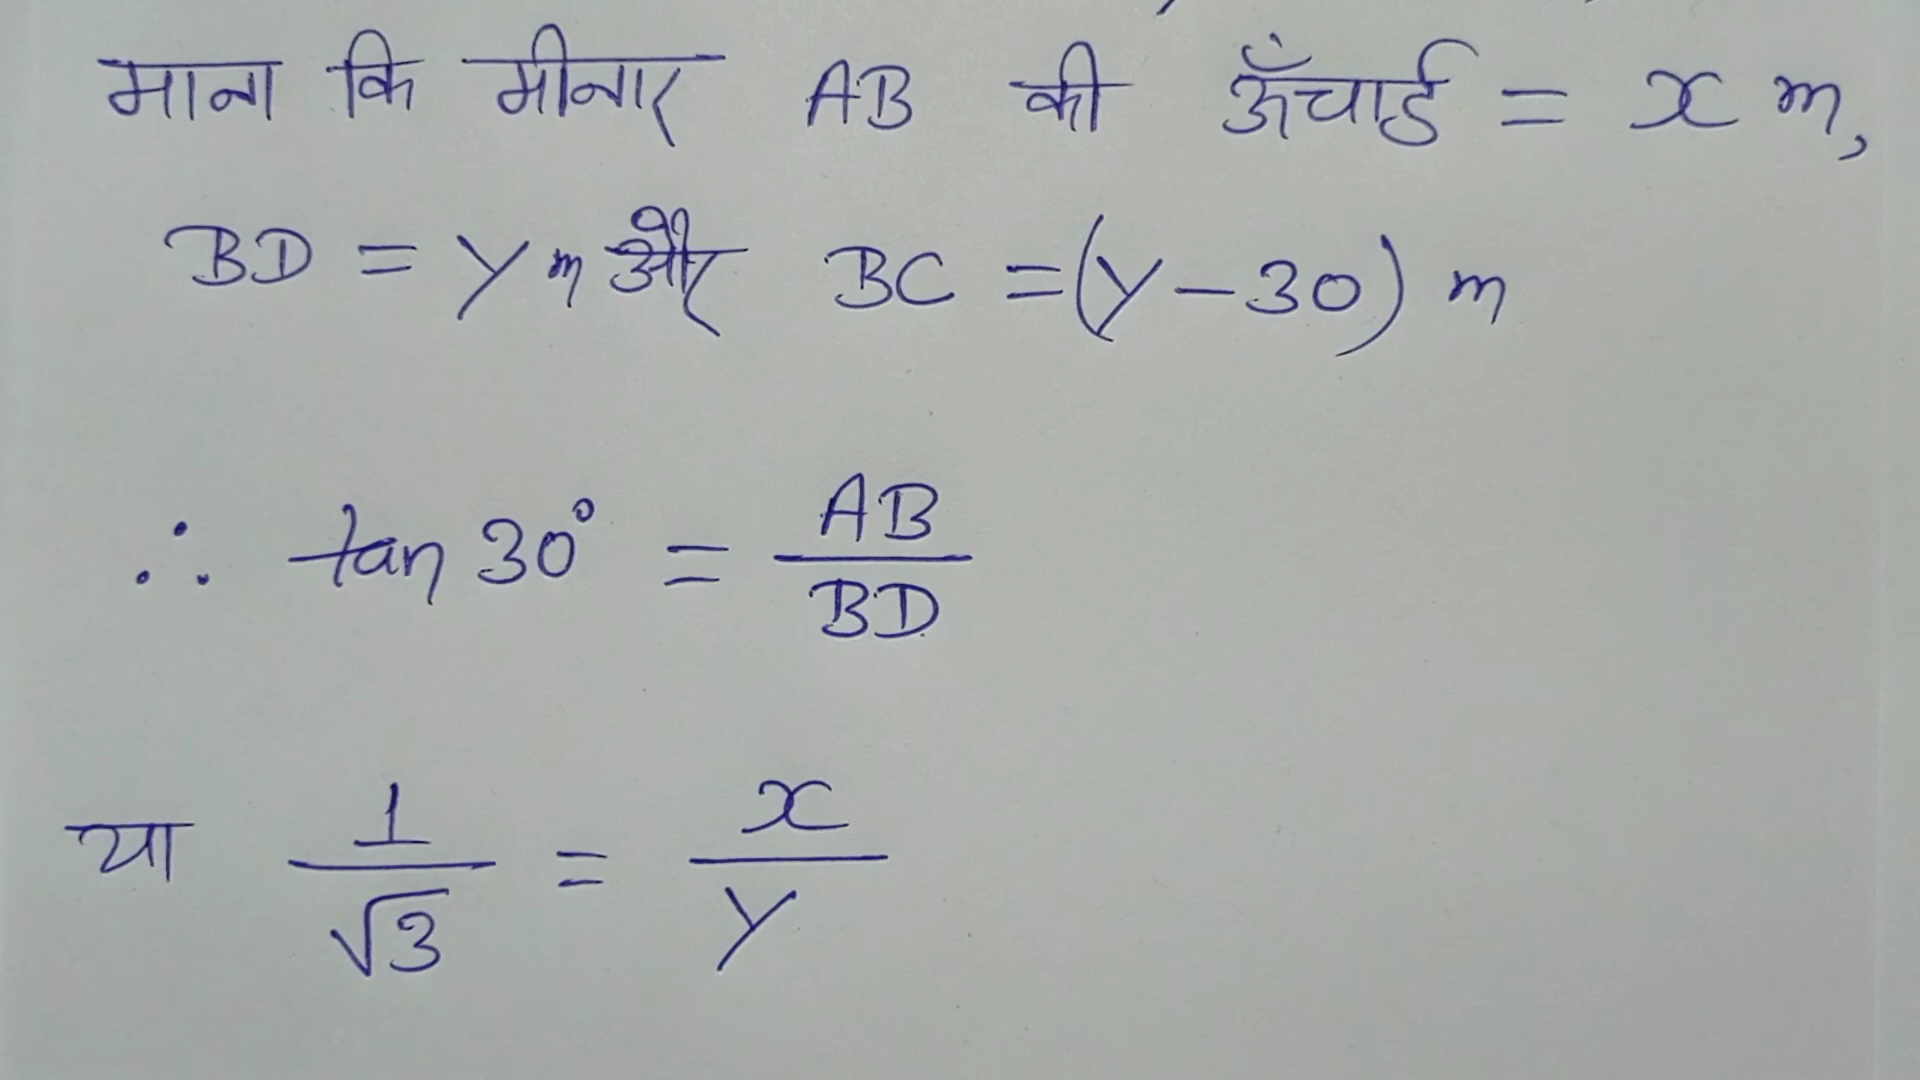 माना कि मीनार AB की ऊँचाई = x m,
BD = y m और BC = (y - 30) m
∴ tan 30° = AB / BD
या 1 / √3 = x / y